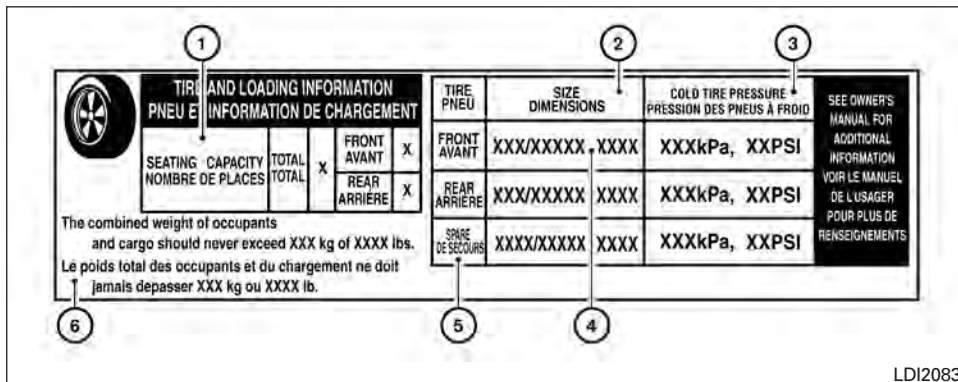 1
2
3
TIRE AND LOADING INFORMATION
PNEU ET INFORMATION DE CHARGEMENT
SEATING CAPACITY
NOMBRE DE PLACES
TOTAL
TOTAL
X
FRONT
AVANT
X
REAR
ARRIÈRE
X
The combined weight of occupants
and cargo should never exceed XXX kg of XXXX lbs.
Le poids total des occupants et du chargement ne doit
jamais depasser XXX kg ou XXXX lb.
TIRE
PNEU
SIZE
DIMENSIONS
COLD TIRE PRESSURE
PRESSION DES PNEUS À FROID
FRONT
AVANT
XXX/XXXXX XXXX
XXXkPa, XXPSI
REAR
ARRIÈRE
XXX/XXXXX XXXX
XXXkPa, XXPSI
SPARE
DE SECOURS
XXXX/XXXXX XXXX
XXXkPa, XXPSI
SEE OWNER'S
MANUAL FOR
ADDITIONAL
INFORMATION
VOIR LE MANUEL
DE L'USAGER
POUR PLUS DE
RENSEIGNEMENTS
6
5
4
LDI2083